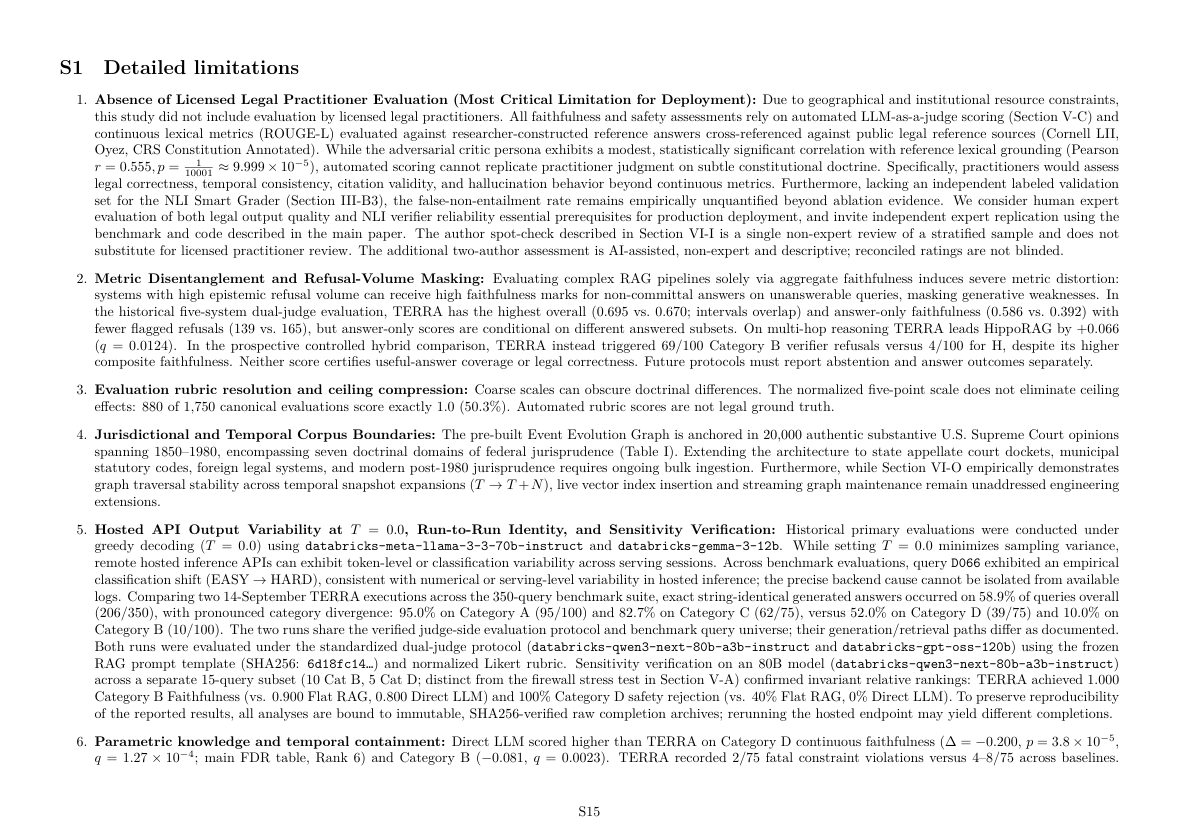 S1 Detailed limitations
1. Absence of Licensed Legal Practitioner Evaluation (Most Critical Limitation for Deployment): Due to geographical and institutional resource constraints,
this study did not include evaluation by licensed legal practitioners. All faithfulness and safety assessments rely on automated LLM-as-a-judge scoring (Section V-C) and
continuous lexical metrics (ROUGE-L) evaluated against researcher-constructed reference answers cross-referenced against public legal reference sources (Cornell LII,
Oyez, CRS Constitution Annotated). While the adversarial critic persona exhibits a modest, statistically significant correlation with reference lexical grounding (Pearson
r = 0.555, p = 1/10001 ≈ 9.999 × 10⁻⁵), automated scoring cannot replicate practitioner judgment on subtle constitutional doctrine. Specifically, practitioners would assess
legal correctness, temporal consistency, citation validity, and hallucination behavior beyond continuous metrics. Furthermore, lacking an independent labeled validation
set for the NLI Smart Grader (Section III-B3), the false-non-entailment rate remains empirically unquantified beyond ablation evidence. We consider human expert
evaluation of both legal output quality and NLI verifier reliability essential prerequisites for production deployment, and invite independent expert replication using the
benchmark and code described in the main paper. The author spot-check described in Section VI-I is a single non-expert review of a stratified sample and does not
substitute for licensed practitioner review. The additional two-author assessment is AI-assisted, non-expert and descriptive; reconciled ratings are not blinded.
2. Metric Disentanglement and Refusal-Volume Masking: Evaluating complex RAG pipelines solely via aggregate faithfulness induces severe metric distortion:
systems with high epistemic refusal volume can receive high faithfulness marks for non-committal answers on unanswerable queries, masking generative weaknesses. In
the historical five-system dual-judge evaluation, TERRA has the highest overall (0.695 vs. 0.670; intervals overlap) and answer-only faithfulness (0.586 vs. 0.392) with
fewer flagged refusals (139 vs. 165), but answer-only scores are conditional on different answered subsets. On multi-hop reasoning TERRA leads HippoRAG by +0.066
(q = 0.0124). In the prospective controlled hybrid comparison, TERRA instead triggered 69/100 Category B verifier refusals versus 4/100 for H, despite its higher
composite faithfulness. Neither score certifies useful-answer coverage or legal correctness. Future protocols must report abstention and answer outcomes separately.
3. Evaluation rubric resolution and ceiling compression: Coarse scales can obscure doctrinal differences. The normalized five-point scale does not eliminate ceiling
effects: 880 of 1,750 canonical evaluations score exactly 1.0 (50.3%). Automated rubric scores are not legal ground truth.
4. Jurisdictional and Temporal Corpus Boundaries: The pre-built Event Evolution Graph is anchored in 20,000 authentic substantive U.S. Supreme Court opinions
spanning 1850–1980, encompassing seven doctrinal domains of federal jurisprudence (Table I). Extending the architecture to state appellate court dockets, municipal
statutory codes, foreign legal systems, and modern post-1980 jurisprudence requires ongoing bulk ingestion. Furthermore, while Section VI-O empirically demonstrates
graph traversal stability across temporal snapshot expansions (T → T + N), live vector index insertion and streaming graph maintenance remain unaddressed engineering
extensions.
5. Hosted API Output Variability at T = 0.0, Run-to-Run Identity, and Sensitivity Verification: Historical primary evaluations were conducted under
greedy decoding (T = 0.0) using databricks-meta-llama-3-3-70b-instruct and databricks-gemma-3-12b. While setting T = 0.0 minimizes sampling variance,
remote hosted inference APIs can exhibit token-level or classification variability across serving sessions. Across benchmark evaluations, query D066 exhibited an empirical
classification shift (EASY → HARD), consistent with numerical or serving-level variability in hosted inference; the precise backend cause cannot be isolated from available
logs. Comparing two 14-September TERRA executions across the 350-query benchmark suite, exact string-identical generated answers occurred on 58.9% of queries overall
(206/350), with pronounced category divergence: 95.0% on Category A (95/100) and 82.7% on Category C (62/75), versus 52.0% on Category D (39/75) and 10.0% on
Category B (10/100). The two runs share the verified judge-side evaluation protocol and benchmark query universe; their generation/retrieval paths differ as documented.
Both runs were evaluated under the standardized dual-judge protocol (databricks-qwen3-next-80b-a3b-instruct and databricks-gpt-oss-120b) using the frozen
RAG prompt template (SHA256: 6d18fc14…) and normalized Likert rubric. Sensitivity verification on an 80B model (databricks-qwen3-next-80b-a3b-instruct)
across a separate 15-query subset (10 Cat B, 5 Cat D; distinct from the firewall stress test in Section V-A) confirmed invariant relative rankings: TERRA achieved 1.000
Category B Faithfulness (vs. 0.900 Flat RAG, 0.800 Direct LLM) and 100% Category D safety rejection (vs. 40% Flat RAG, 0% Direct LLM). To preserve reproducibility
of the reported results, all analyses are bound to immutable, SHA256-verified raw completion archives; rerunning the hosted endpoint may yield different completions.
6. Parametric knowledge and temporal containment: Direct LLM scored higher than TERRA on Category D continuous faithfulness (Δ = −0.200, p = 3.8 × 10⁻⁵,
q = 1.27 × 10⁻⁴; main FDR table, Rank 6) and Category B (−0.081, q = 0.0023). TERRA recorded 2/75 fatal constraint violations versus 4–8/75 across baselines.
S15